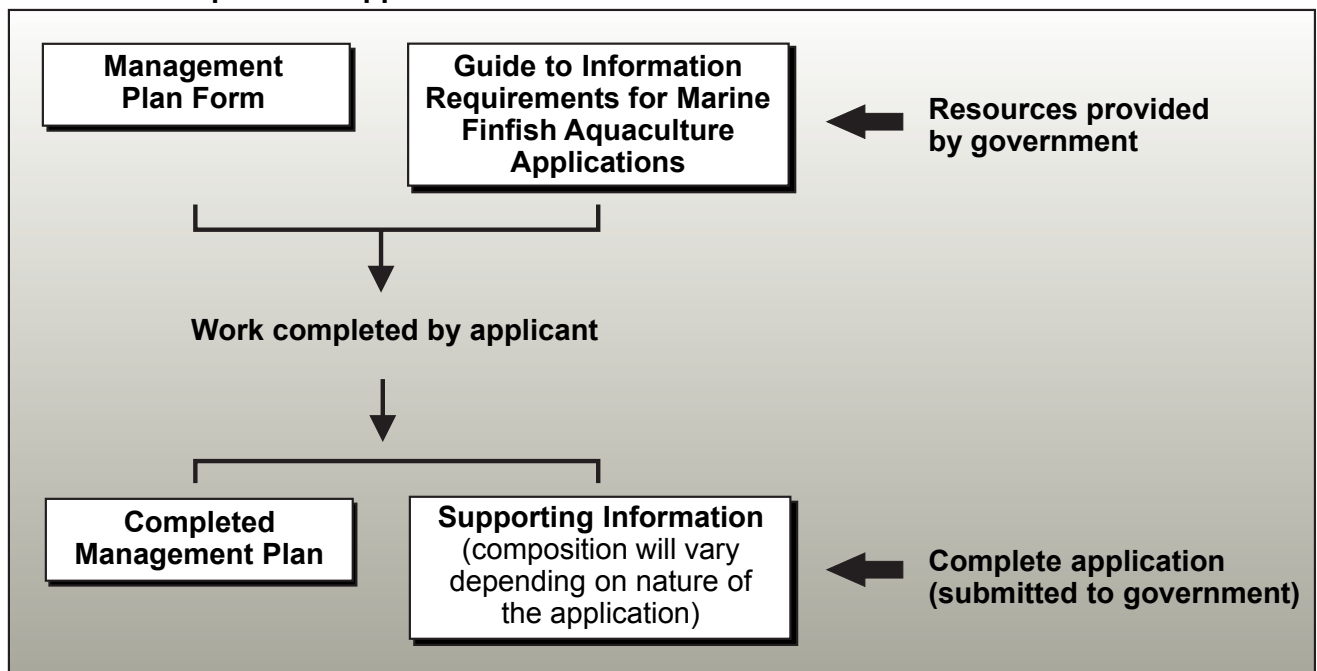 Management
Plan Form
Guide to Information
Requirements for Marine
Finfish Aquaculture
Applications
Resources provided
by government
Work completed by applicant
Completed
Management Plan
Supporting Information
(composition will vary
depending on nature of
the application)
Complete application
(submitted to government)